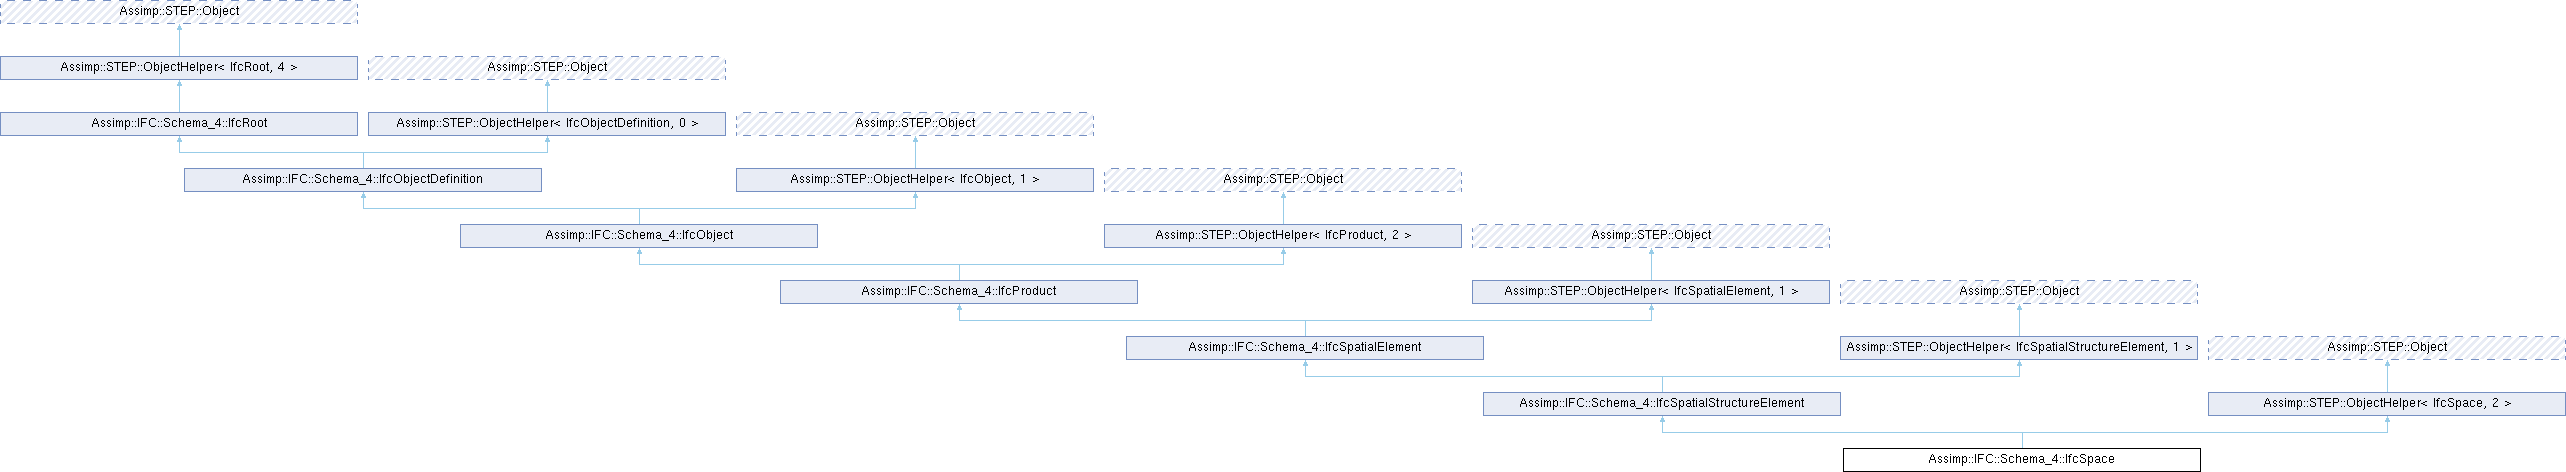 Assimp::STEP::Object
Assimp::STEP::ObjectHelper< IfcRoot, 4 >
Assimp::STEP::Object
Assimp::IFC::Schema_4::IfcRoot
Assimp::STEP::ObjectHelper< IfcObjectDefinition, 0 >
Assimp::STEP::Object
Assimp::IFC::Schema_4::IfcObjectDefinition
Assimp::STEP::ObjectHelper< IfcObject, 1 >
Assimp::STEP::Object
Assimp::IFC::Schema_4::IfcObject
Assimp::STEP::ObjectHelper< IfcProduct, 2 >
Assimp::STEP::Object
Assimp::IFC::Schema_4::IfcProduct
Assimp::STEP::ObjectHelper< IfcSpatialElement, 1 >
Assimp::STEP::Object
Assimp::IFC::Schema_4::IfcSpatialElement
Assimp::STEP::ObjectHelper< IfcSpatialStructureElement, 1 >
Assimp::STEP::Object
Assimp::IFC::Schema_4::IfcSpatialStructureElement
Assimp::STEP::ObjectHelper< IfcSpace, 2 >
Assimp::IFC::Schema_4::IfcSpace